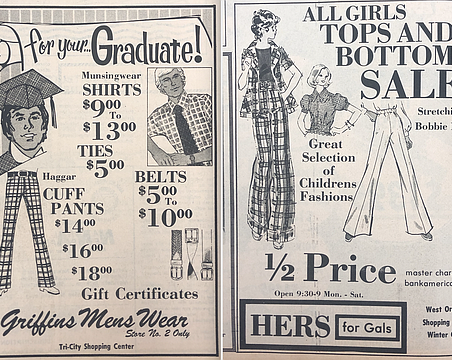 for your.. Graduate!
Munsingwear
SHIRTS
$9.00
To
$13.00
TIES
$5.00
Haggar
CUFF
PANTS
$14.00
$16.00
$18.00
BELTS
$5.00
To
$10.00
Gift Certificates
Griffins Mens Wear
Store No. 2 Only
Tri-City Shopping Center
ALL GIRLS
TOPS AND
BOTTOM
SALE
Bobbie
Great
Selection
of
Childrens
Fashions
1/2 Price
master char
bankamerica
Open 9:30-9 Mon. - Sat.
HERS for Gals
West Or
Shopping
Winter